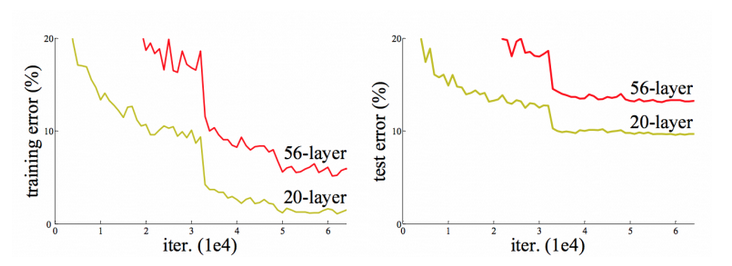 training error (%)
20
10
0
0 1 2 3 4 5 6
iter. (1e4)
56-layer
20-layer
test error (%)
20
10
0
0 1 2 3 4 5 6
iter. (1e4)
56-layer
20-layer